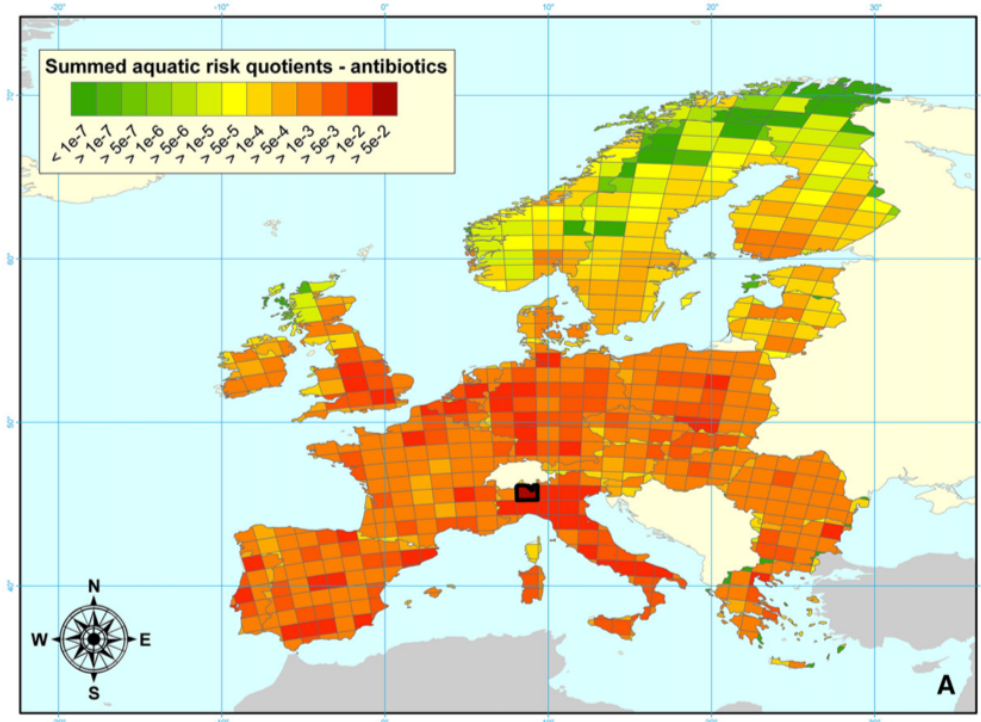 -20° -10° 0° 10° 20° 30°
Summed aquatic risk quotients - antibiotics
< 1e-7 > 1e-7 > 5e-7 > 1e-6 > 5e-6 > 1e-5 > 5e-5 > 1e-4 > 5e-4 > 1e-3 > 5e-3 > 1e-2 > 5e-2
70°
60°
50°
40°
N
W E
S
A